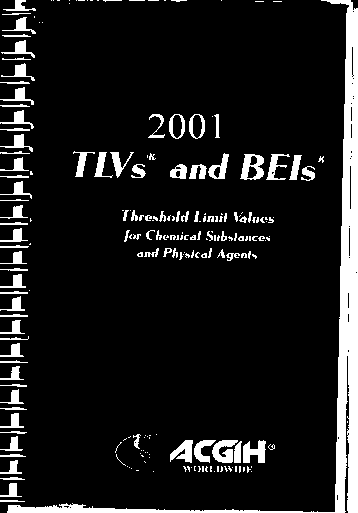 2001
TLVs® and BEIs®
Threshold Limit Values
for Chemical Substances
and Physical Agents
ACGIH®
WORLDWIDE